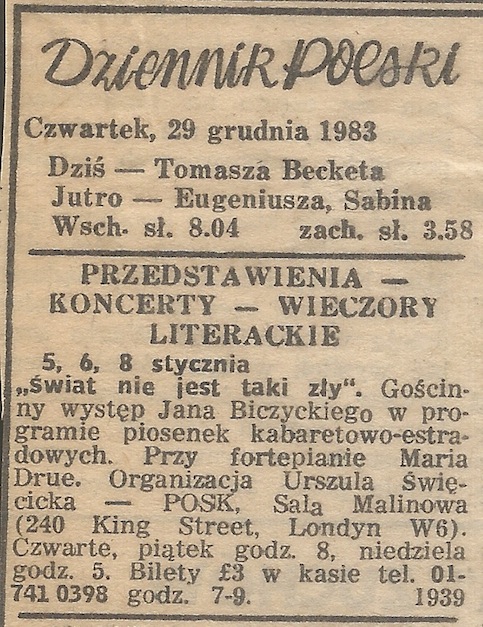 Dziennik Polski
Czwartek, 29 grudnia 1983
Dziś — Tomasza Becketa
Jutro — Eugeniusza, Sabina
Wsch. sł. 8.04 zach. sł. 3.58
PRZEDSTAWIENIA —
KONCERTY — WIECZORY
LITERACKIE
5, 6, 8 stycznia
„Świat nie jest taki zły“. Gościn-
ny występ Jana Biczyckiego w pro-
gramie piosenek kabaretowo-estra-
dowych. Przy fortepianie Maria
Drue. Organizacja Urszula Świę-
cicka — POSK, Sala Malinowa
(240 King Street, Londyn W6).
Czwarte, piątek godz. 8, niedziela
godz. 5. Bilety £3 w kasie tel. 01-
741 0398 godz. 7-9. 1939